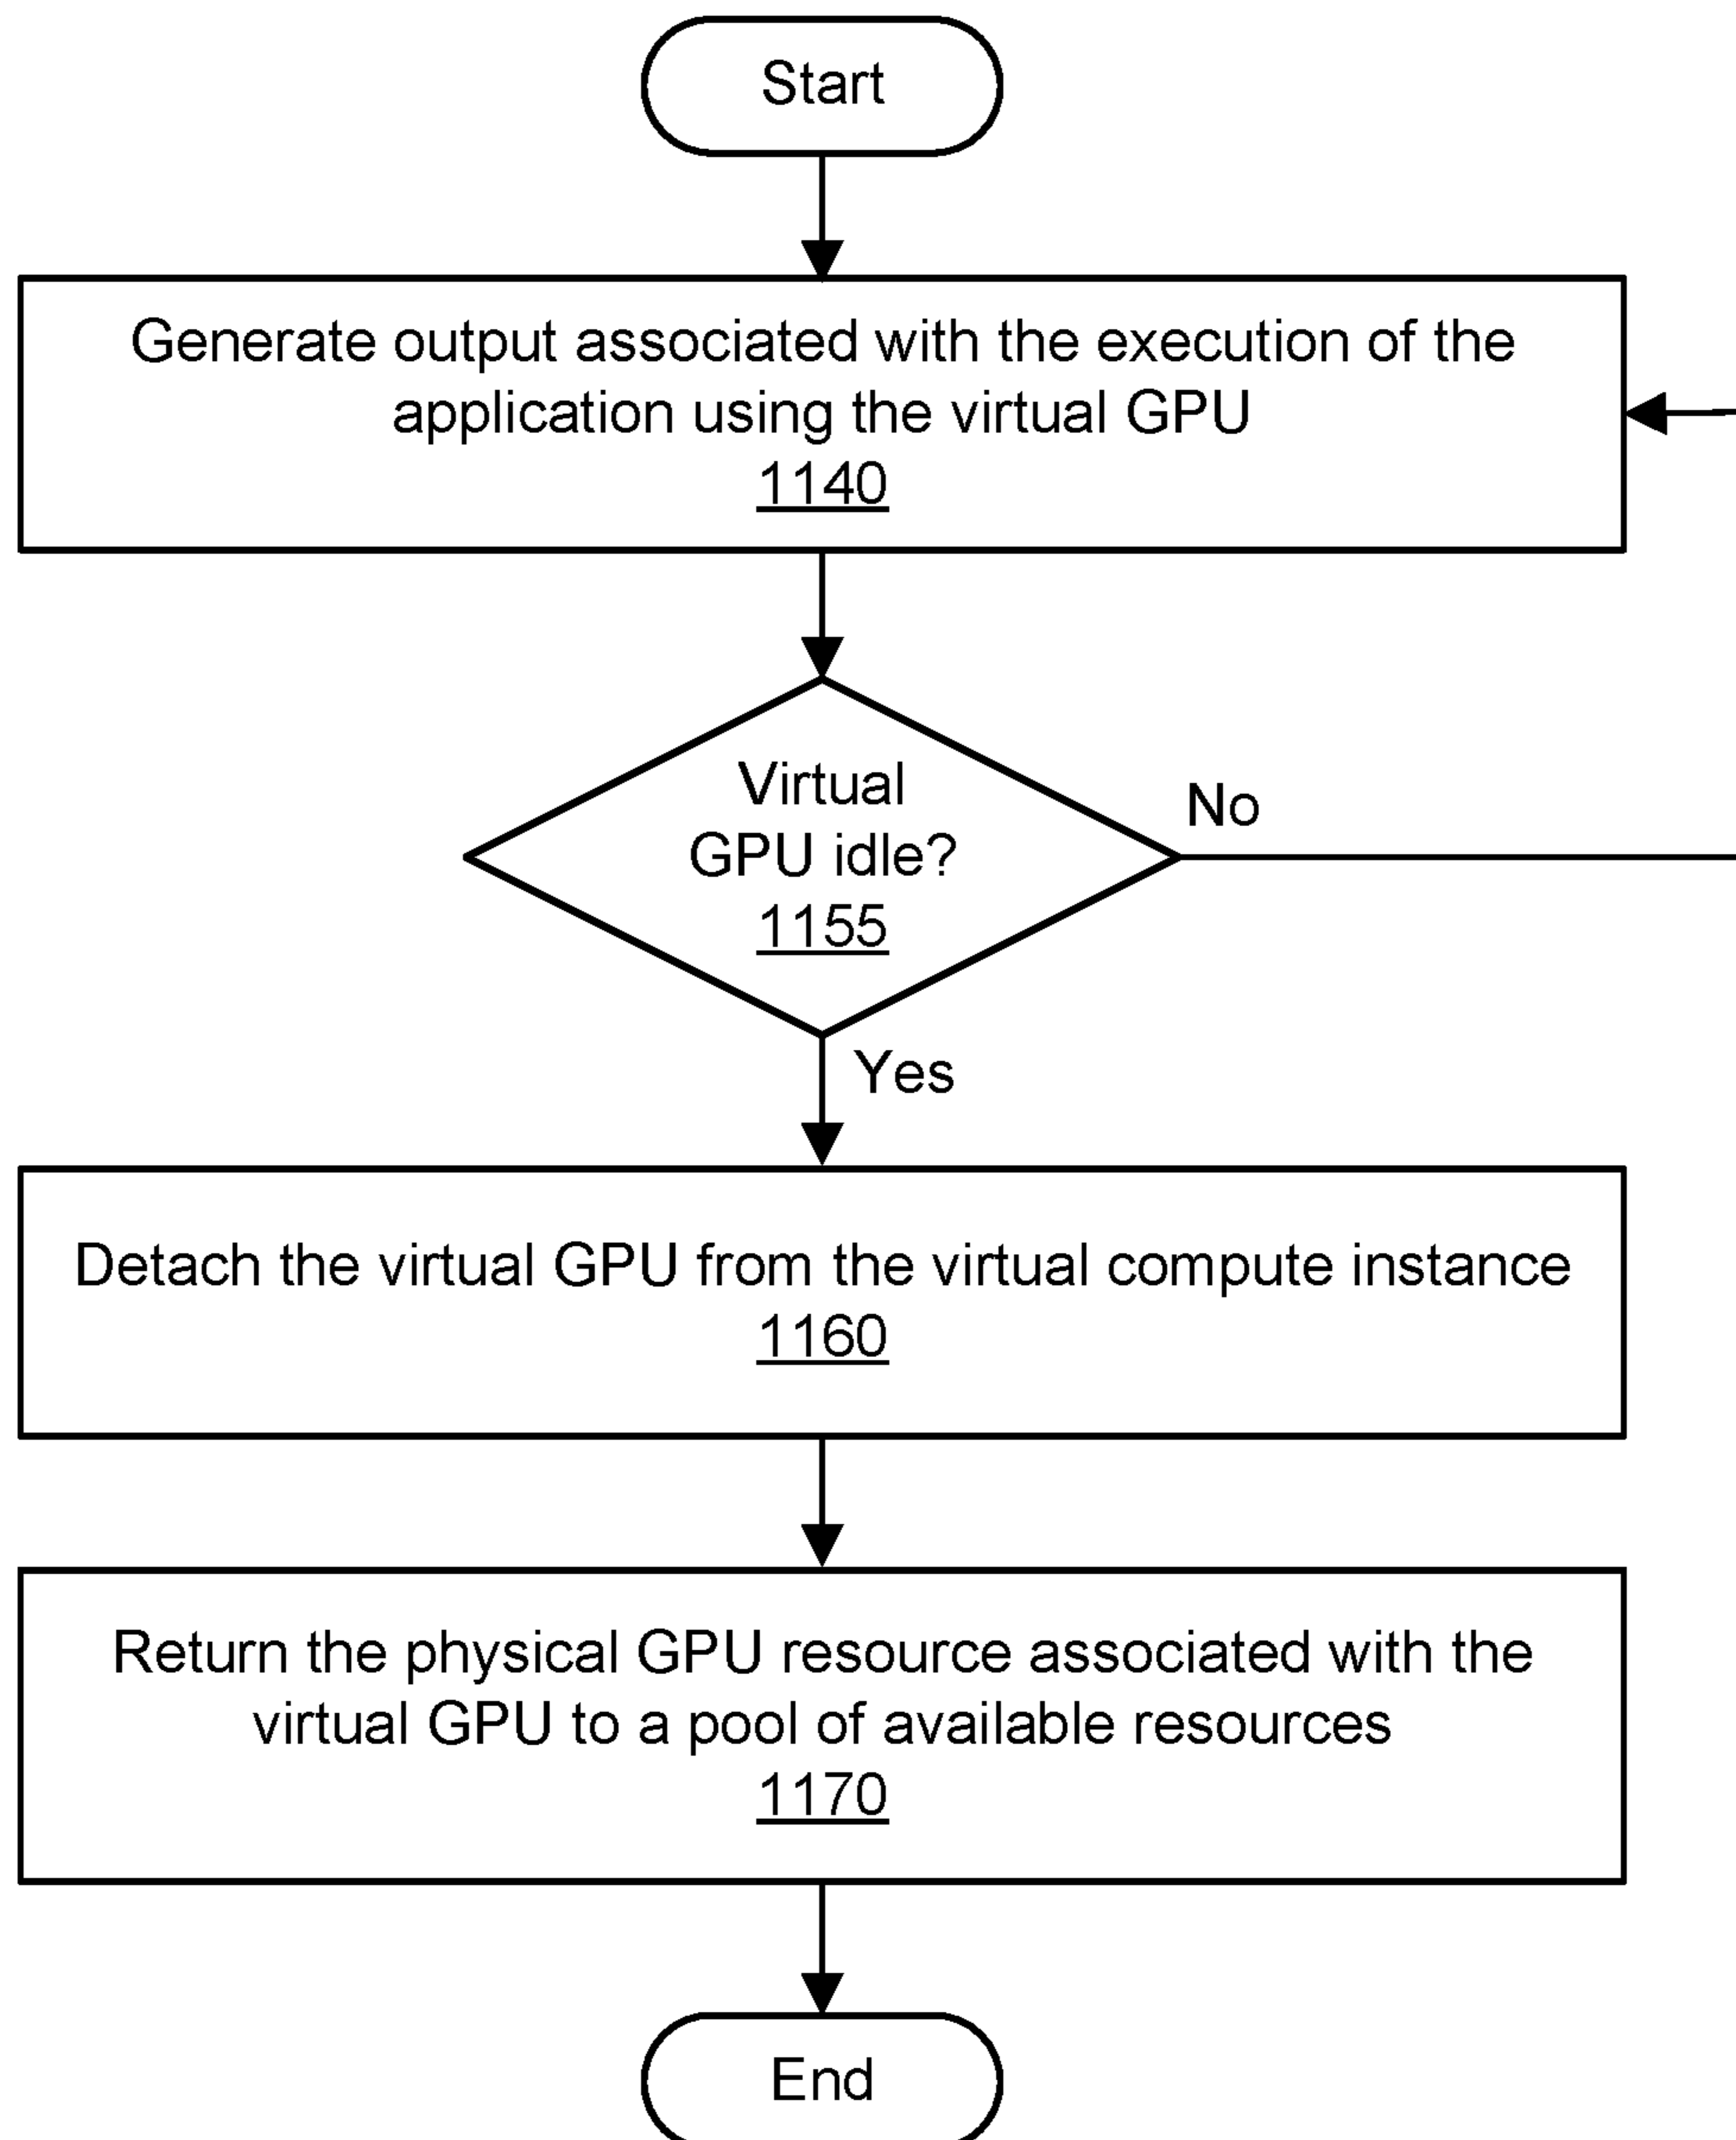 Start
Generate output associated with the execution of the
application using the virtual GPU
1140
Virtual
GPU idle?
1155
No
Yes
Detach the virtual GPU from the virtual compute instance
1160
Return the physical GPU resource associated with the
virtual GPU to a pool of available resources
1170
End